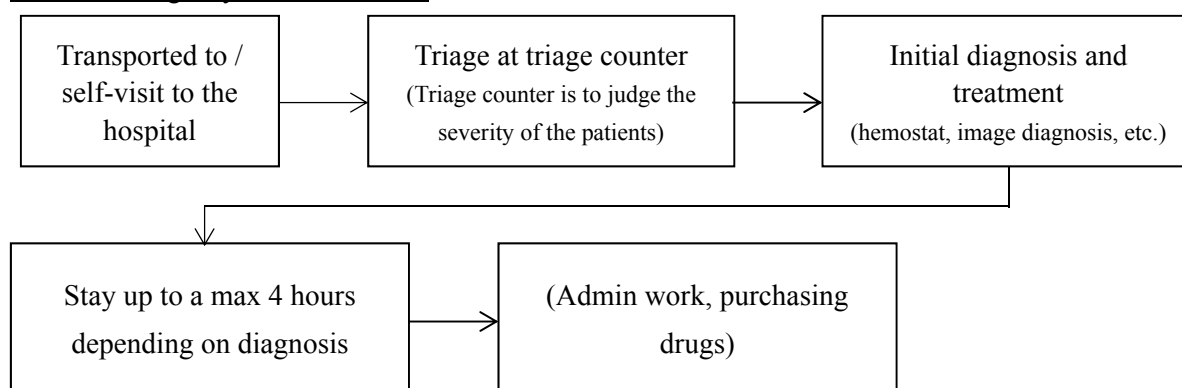 Transported to /
self-visit to the
hospital
Triage at triage counter
(Triage counter is to judge the
severity of the patients)
Initial diagnosis and
treatment
(hemostat, image diagnosis, etc.)
Stay up to a max 4 hours
depending on diagnosis
(Admin work, purchasing
drugs)